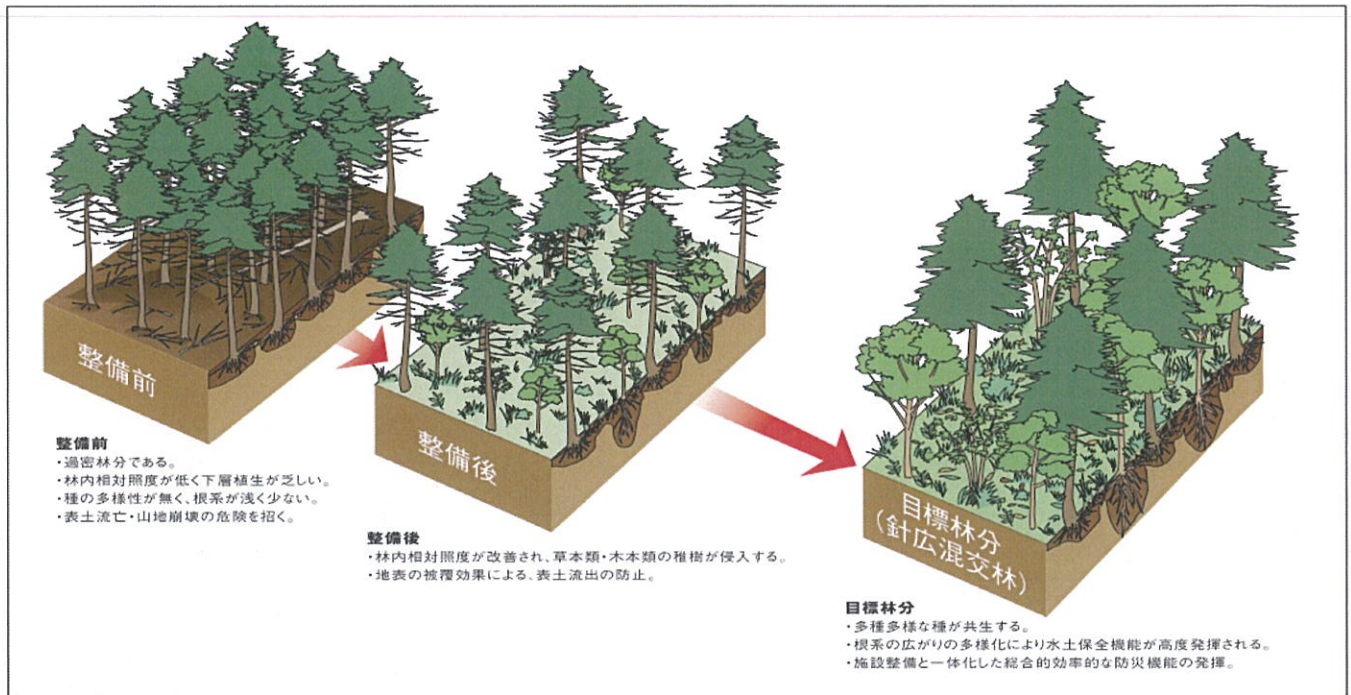 整備前
整備前
・過密林分である。
・林内相対照度が低く下層植生が乏しい。
・種の多様性が無く、根系が浅く少ない。
・表土流亡・山地崩壊の危険を招く。
整備後
整備後
・林内相対照度が改善され、草本類・木本類の稚樹が侵入する。
・地表の被覆効果による、表土流出の防止。
目標林分
(針広混交林)
目標林分
・多種多様な種が共生する。
・根系の広がりの多様化により水土保全機能が高度発揮される。
・施設整備と一体化した総合的効率的な防災機能の発揮。